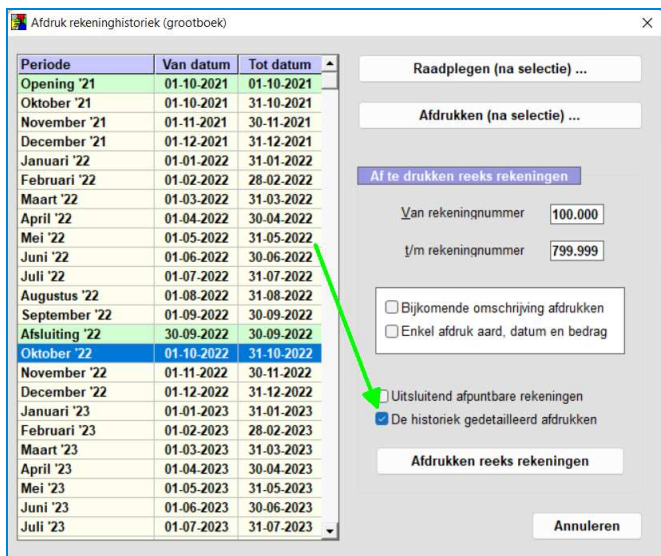 Afdruk rekeninghistoriek (grootboek)
Periode Van datum Tot datum
Opening '21 01-10-2021 01-10-2021
Oktober '21 01-10-2021 31-10-2021
November '21 01-11-2021 30-11-2021
December '21 01-12-2021 31-12-2021
Januari '22 01-01-2022 31-01-2022
Februari '22 01-02-2022 28-02-2022
Maart '22 01-03-2022 31-03-2022
April '22 01-04-2022 30-04-2022
Mei '22 01-05-2022 31-05-2022
Juni '22 01-06-2022 30-06-2022
Juli '22 01-07-2022 31-07-2022
Augustus '22 01-08-2022 31-08-2022
September '22 01-09-2022 30-09-2022
Afsluiting '22 30-09-2022 30-09-2022
Oktober '22 01-10-2022 31-10-2022
November '22 01-11-2022 30-11-2022
December '22 01-12-2022 31-12-2022
Januari '23 01-01-2023 31-01-2023
Februari '23 01-02-2023 28-02-2023
Maart '23 01-03-2023 31-03-2023
April '23 01-04-2023 30-04-2023
Mei '23 01-05-2023 31-05-2023
Juni '23 01-06-2023 30-06-2023
Juli '23 01-07-2023 31-07-2023
Raadplegen (na selectie) ...
Afdrukken (na selectie) ...
Af te drukken reeks rekeningen
Van rekeningnummer 100.000
t/m rekeningnummer 799.999
Bijkomende omschrijving afdrukken
Enkel afdruk aard, datum en bedrag
Uitsluitend afpuntbare rekeningen
De historiek gedetailleerd afdrukken
Afdrukken reeks rekeningen
Annuleren